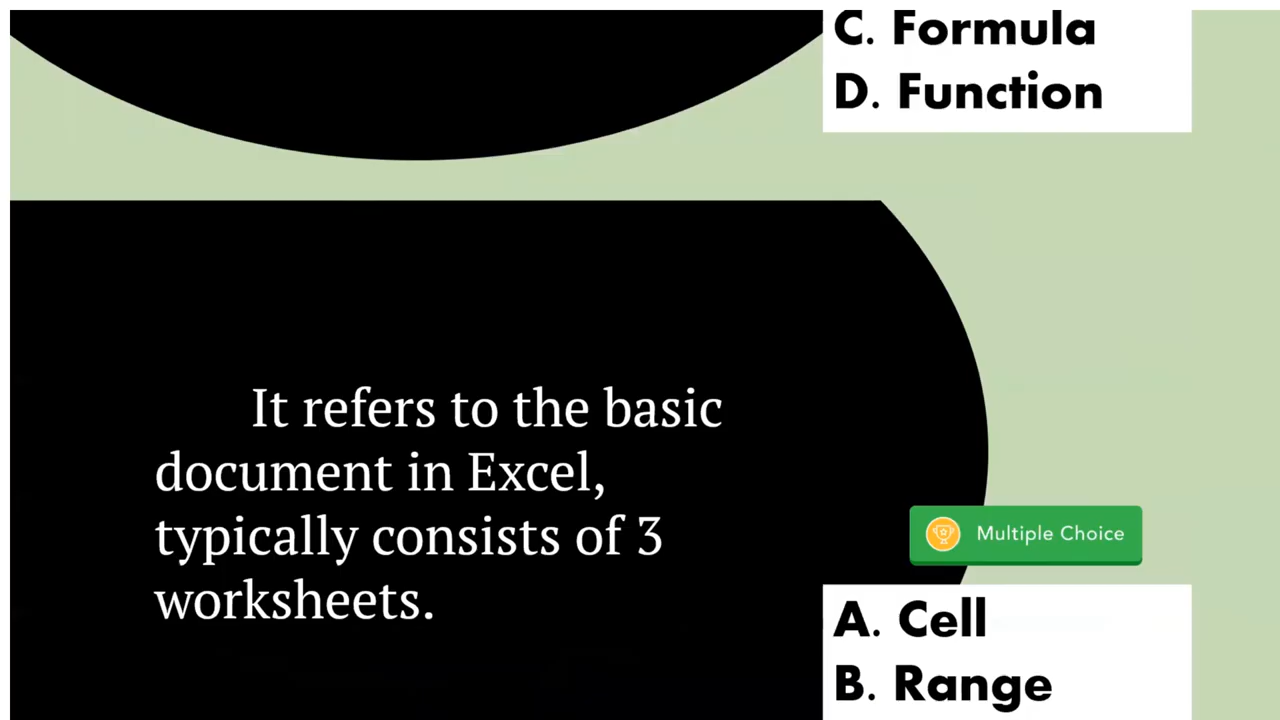 C. Formula
D. Function
It refers to the basic
document in Excel,
typically consists of 3
worksheets.
Multiple Choice
A. Cell
B. Range